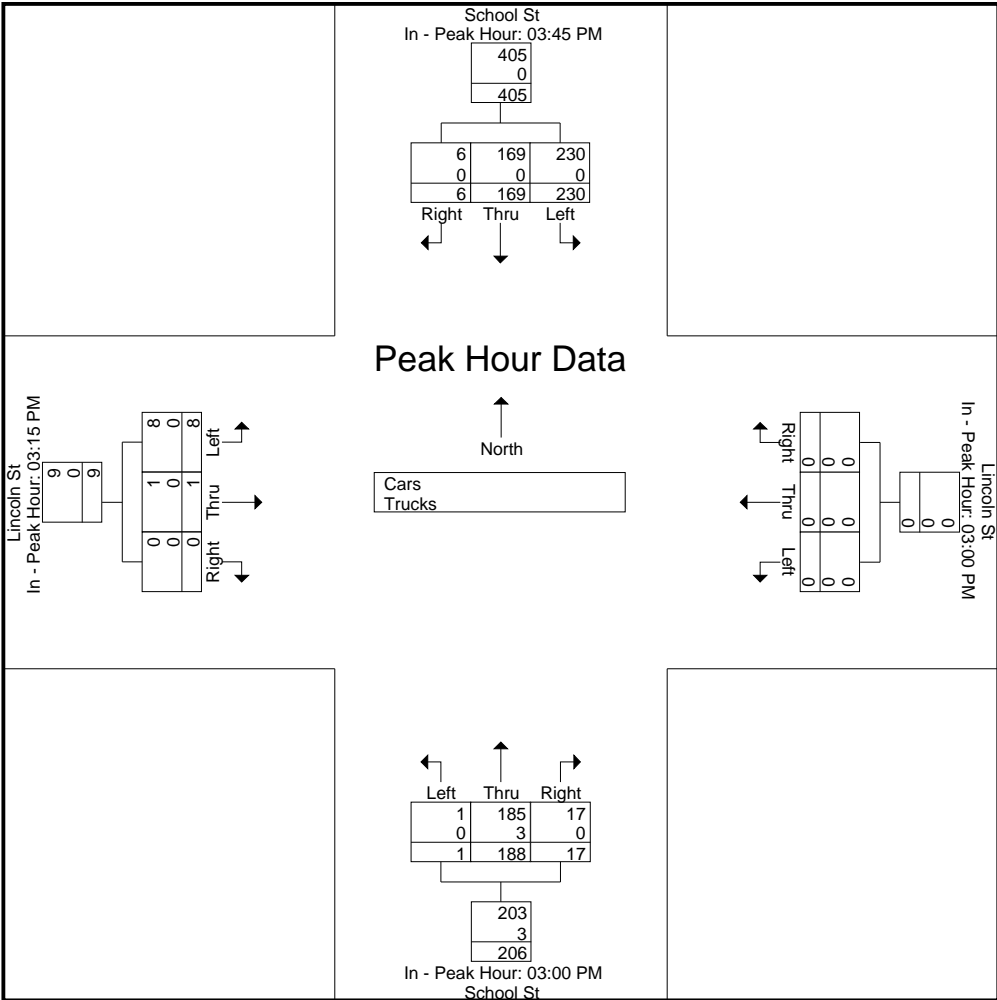 School St
In - Peak Hour: 03:45 PM
405
0
405
6 169 230
0 0 0
6 169 230
Right Thru Left
Peak Hour Data
North
Cars
Trucks
Lincoln St
In - Peak Hour: 03:15 PM
9 0 9
8 0 8
Left
1 0 1
Thru
0 0 0
Right
Lincoln St
In - Peak Hour: 03:00 PM
0 0 0
Right
0 0 0
Thru
0 0 0
Left
0 0 0
Left Thru Right
1 185 17
0 3 0
1 188 17
203
3
206
In - Peak Hour: 03:00 PM
School St